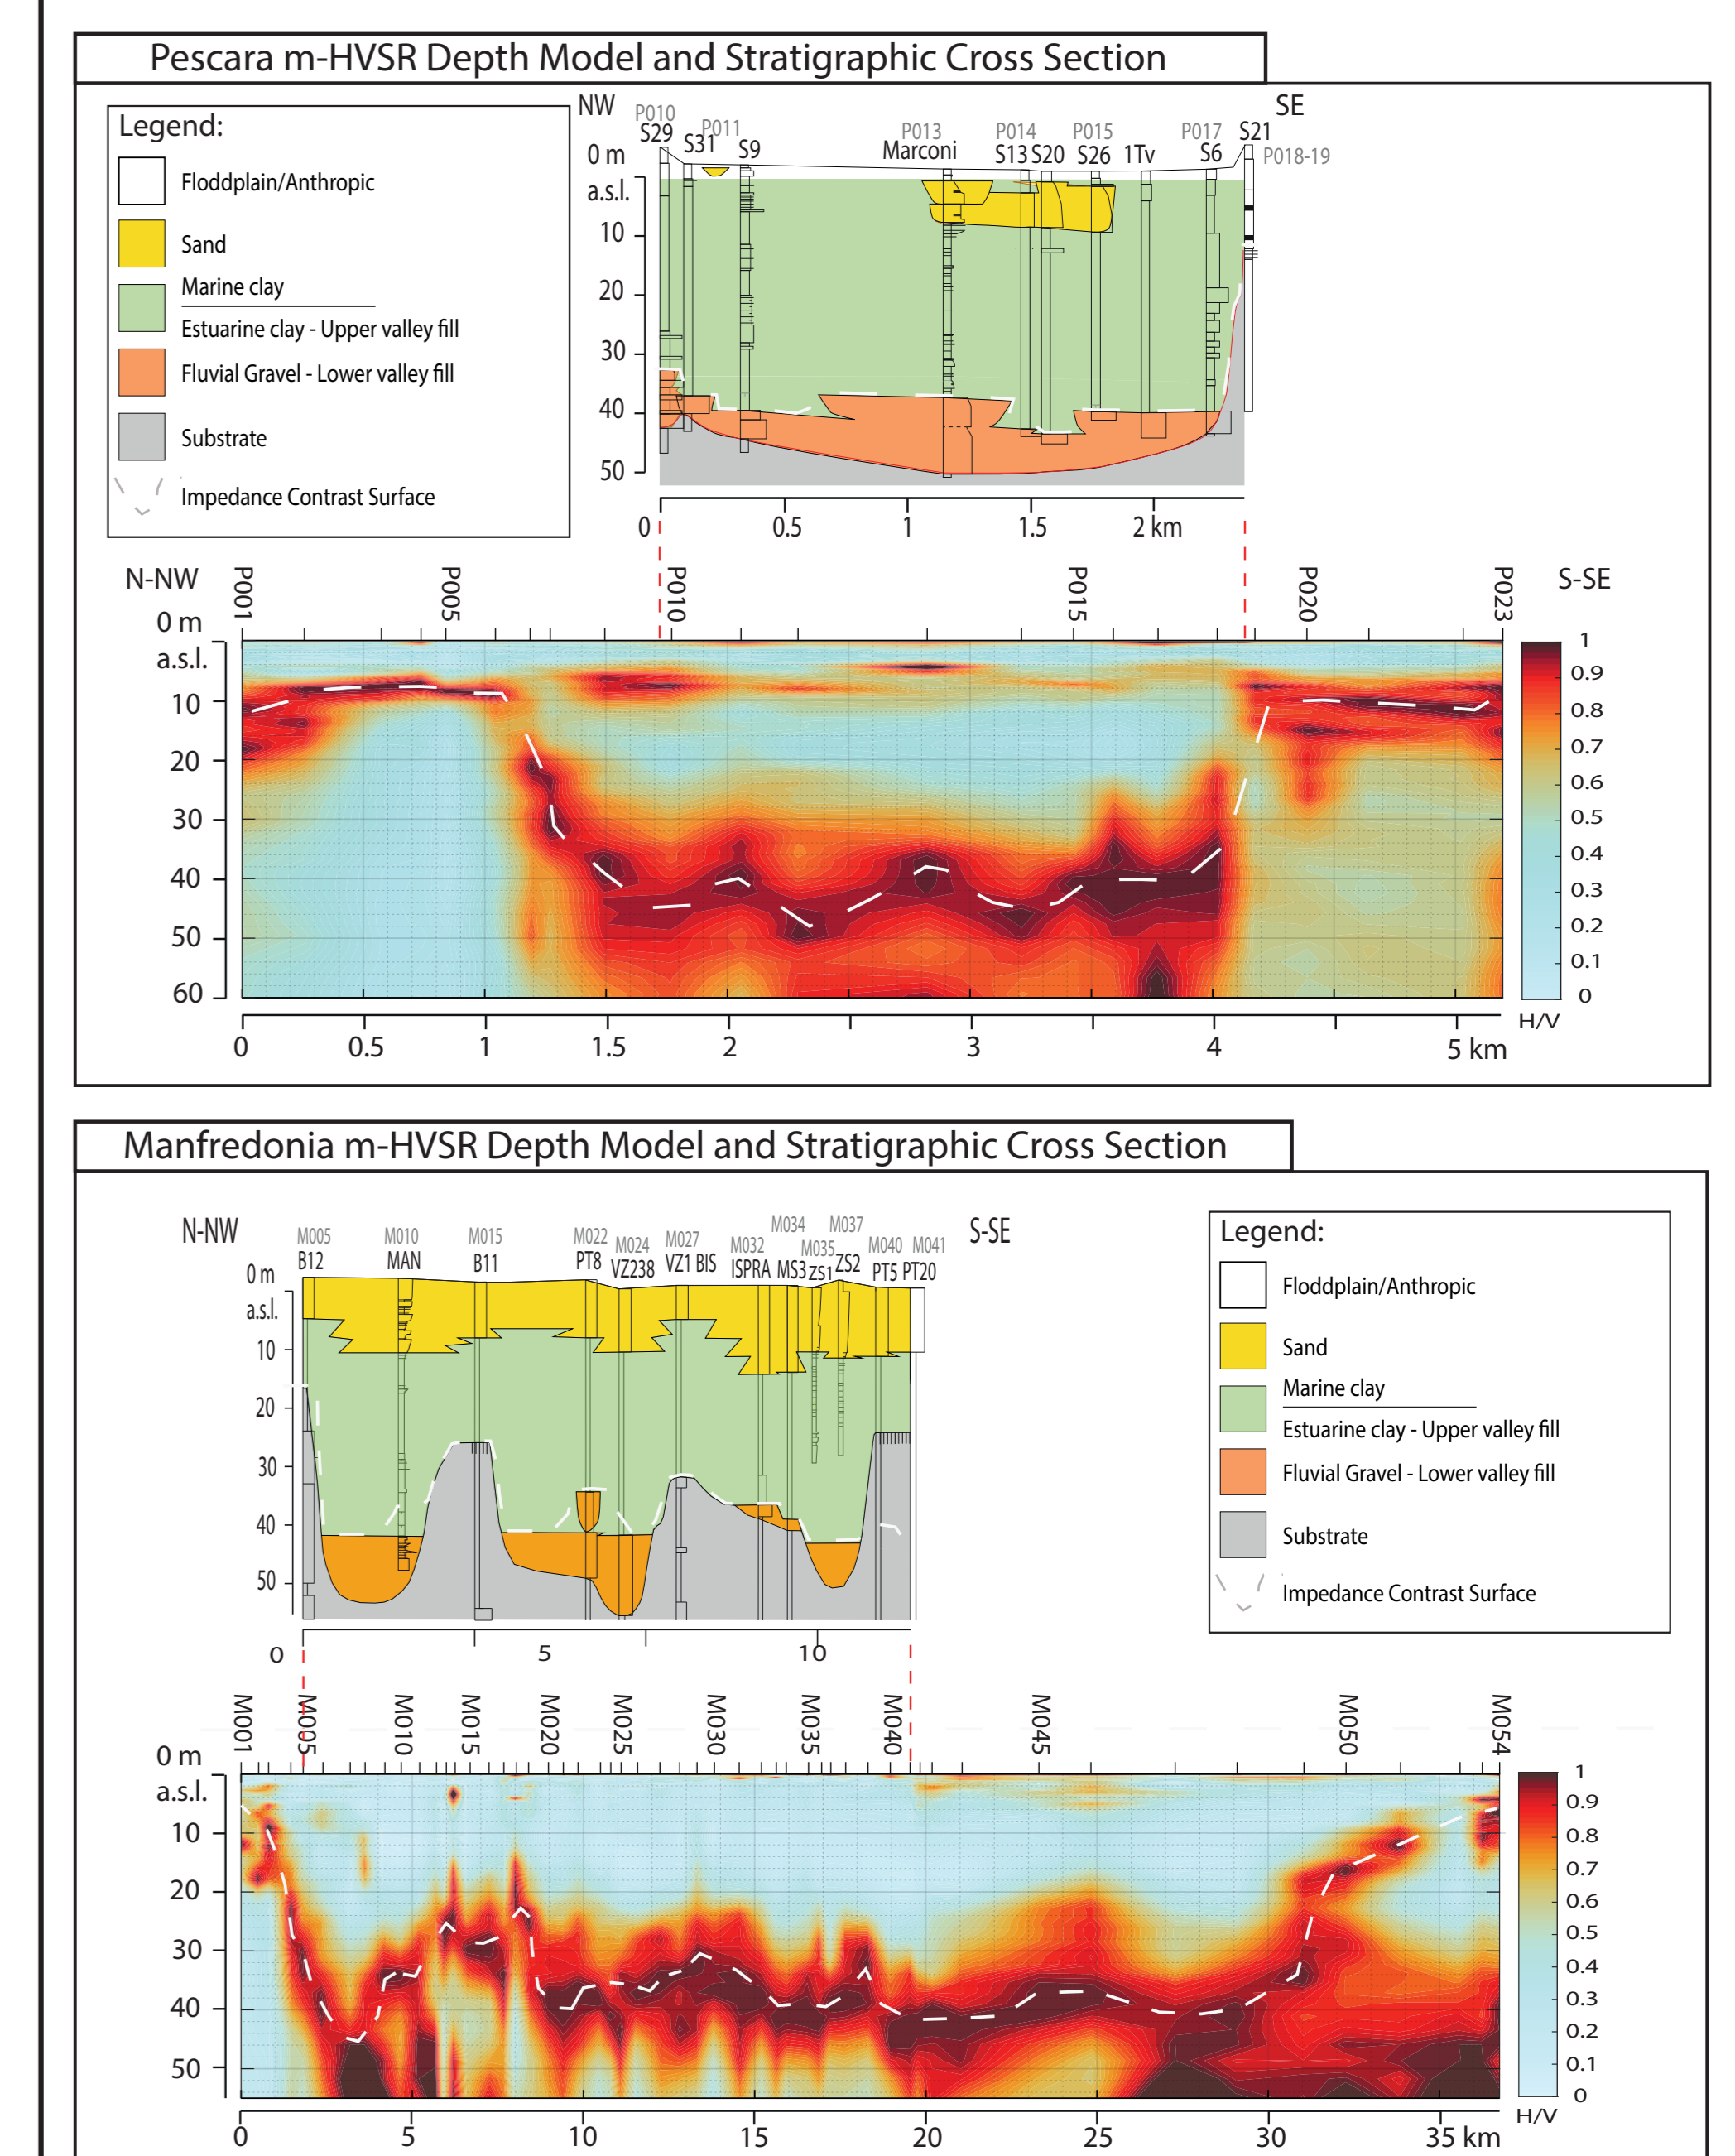 Pescara m-HVSR Depth Model and Stratigraphic Cross Section
Legend:
Floddplain/Anthropic
Sand
Marine clay
Estuarine clay - Upper valley fill
Fluvial Gravel - Lower valley fill
Substrate
Impedance Contrast Surface
NW
SE
P010
P011
P013
P014
P015
P017
P018-19
S29
S31
S9
Marconi
S13
S20
S26
1Tv
S6
S21
0 m
a.s.l.
10
20
30
40
50
0
0.5
1
1.5
2 km
N-NW
S-SE
P001
P005
P010
P015
P020
P023
0 m
a.s.l.
10
20
30
40
50
60
0
0.5
1
1.5
2
3
4
5 km
1
0.9
0.8
0.7
0.6
0.5
0.4
0.3
0.2
0.1
0
H/V
Manfredonia m-HVSR Depth Model and Stratigraphic Cross Section
N-NW
S-SE
M005
M010
M015
M022
M024
M027
M032
M034
M035
M037
M040
M041
B12
MAN
B11
PT8
VZ238
VZ1 BIS
ISPRA
MS3
ZS1
ZS2
PT5
PT20
0 m
a.s.l.
10
20
30
40
50
0
5
10
Legend:
Floddplain/Anthropic
Sand
Marine clay
Estuarine clay - Upper valley fill
Fluvial Gravel - Lower valley fill
Substrate
Impedance Contrast Surface
M001
M005
M010
M015
M020
M025
M030
M035
M040
M045
M050
M054
0 m
a.s.l.
10
20
30
40
50
0
5
10
15
20
25
30
35 km
1
0.9
0.8
0.7
0.6
0.5
0.4
0.3
0.2
0.1
0
H/V